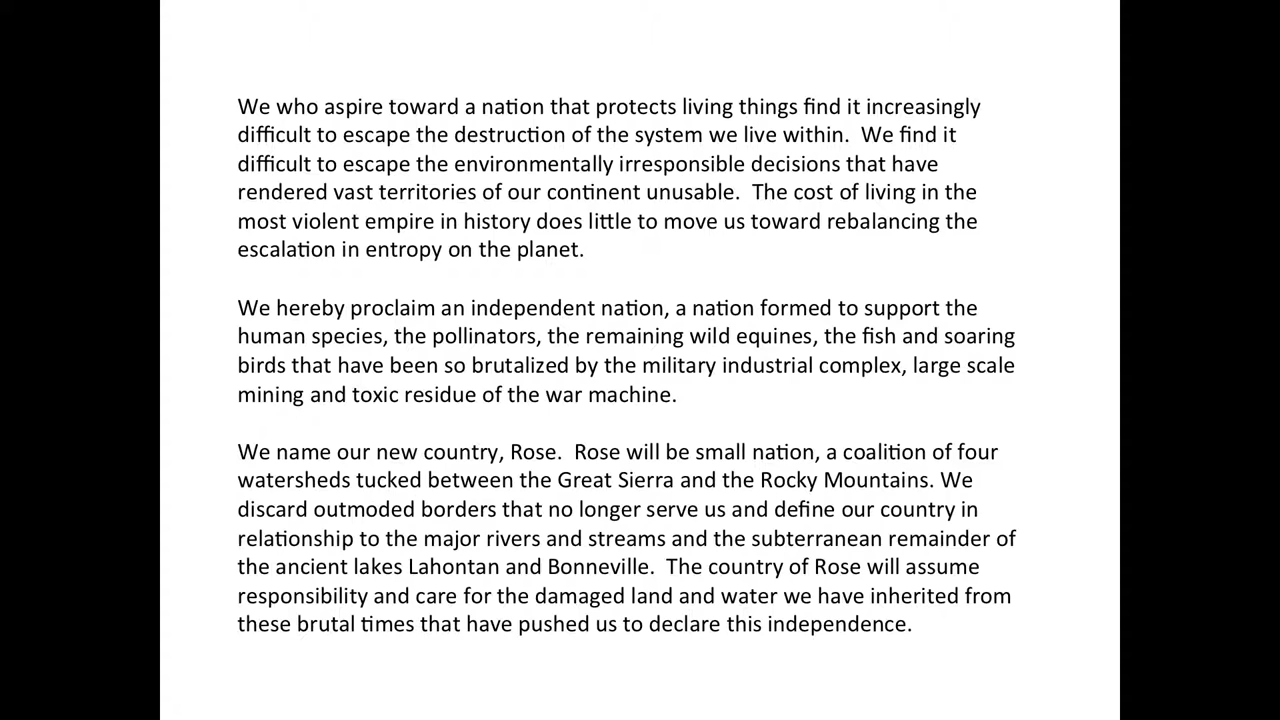 We who aspire toward a nation that protects living things find it increasingly
difficult to escape the destruction of the system we live within.  We find it
difficult to escape the environmentally irresponsible decisions that have
rendered vast territories of our continent unusable.  The cost of living in the
most violent empire in history does little to move us toward rebalancing the
escalation in entropy on the planet.

We hereby proclaim an independent nation, a nation formed to support the
human species, the pollinators, the remaining wild equines, the fish and soaring
birds that have been so brutalized by the military industrial complex, large scale
mining and toxic residue of the war machine.

We name our new country, Rose.  Rose will be small nation, a coalition of four
watersheds tucked between the Great Sierra and the Rocky Mountains. We
discard outmoded borders that no longer serve us and define our country in
relationship to the major rivers and streams and the subterranean remainder of
the ancient lakes Lahontan and Bonneville.  The country of Rose will assume
responsibility and care for the damaged land and water we have inherited from
these brutal times that have pushed us to declare this independence.